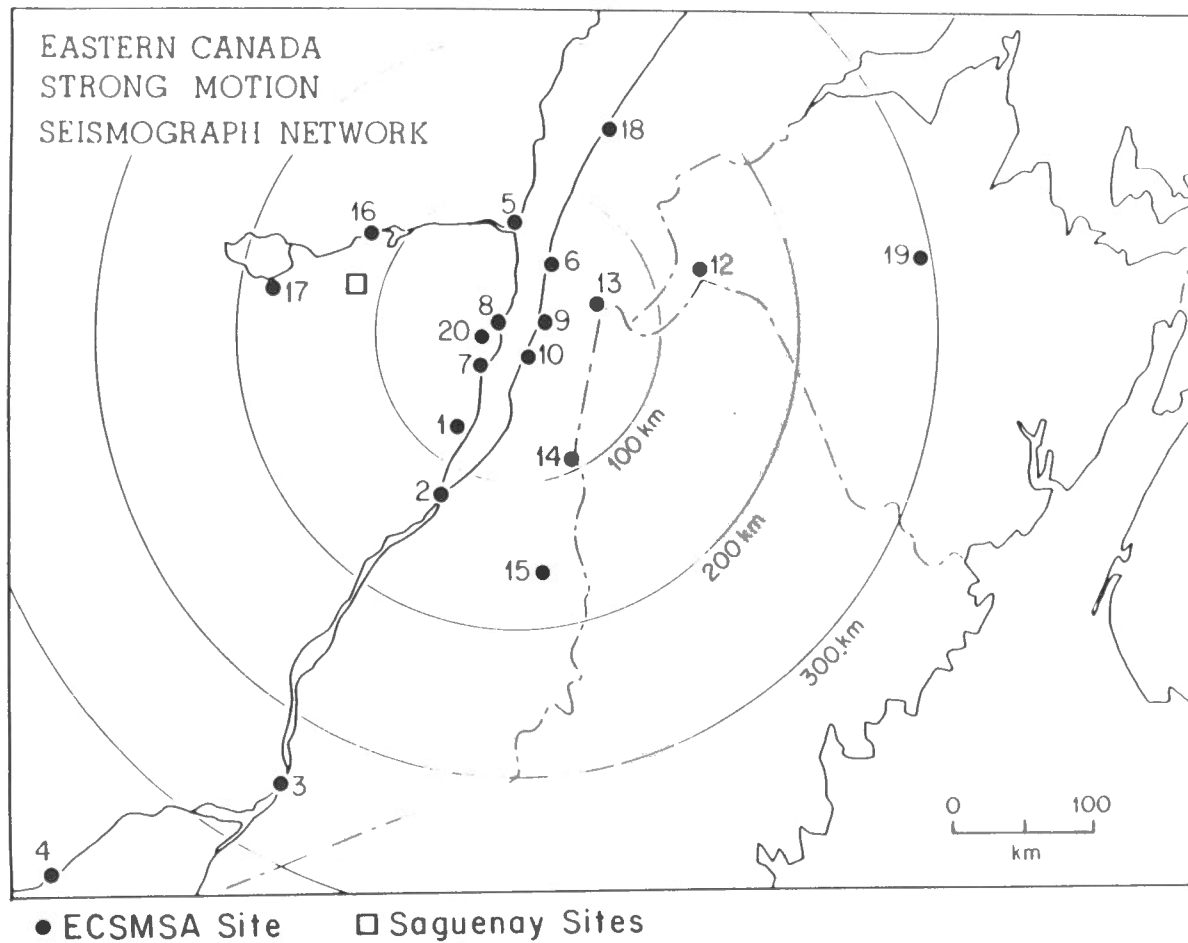 EASTERN CANADA
STRONG MOTION
SEISMOGRAPH NETWORK
18
5
16
6
19
12
17
13
8
20
9
7
10
1
14
100 km
2
15
200 km
300 km
3
0 100
km
4
ECSMSA Site
Saguenay Sites